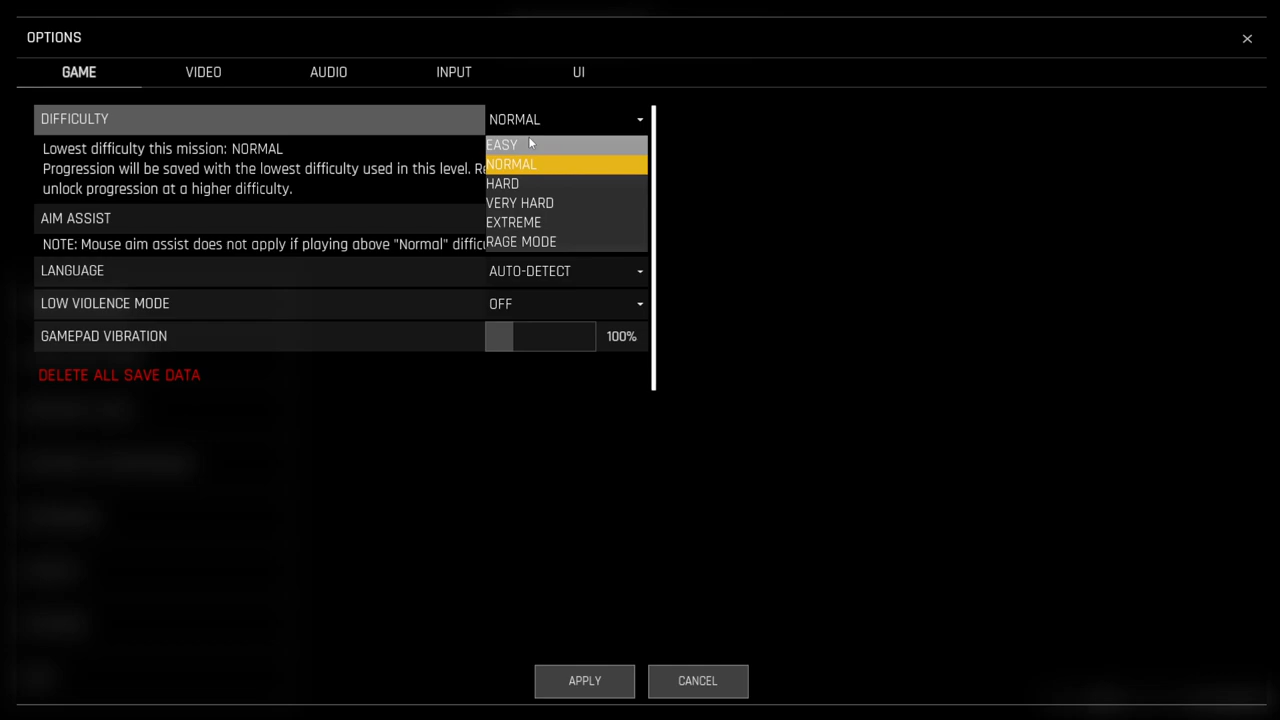 OPTIONS
×
GAME VIDEO AUDIO INPUT UI
DIFFICULTY NORMAL
EASY
Lowest difficulty this mission: NORMAL
NORMAL
Progression will be saved with the lowest difficulty used in this level.
HARD
unlock progression at a higher difficulty.
VERY HARD
AIM ASSIST
EXTREME
NOTE: Mouse aim assist does not apply if playing above "Normal"
RAGE MODE
LANGUAGE AUTO-DETECT
LOW VIOLENCE MODE OFF
GAMEPAD VIBRATION 100%
DELETE ALL SAVE DATA
APPLY CANCEL